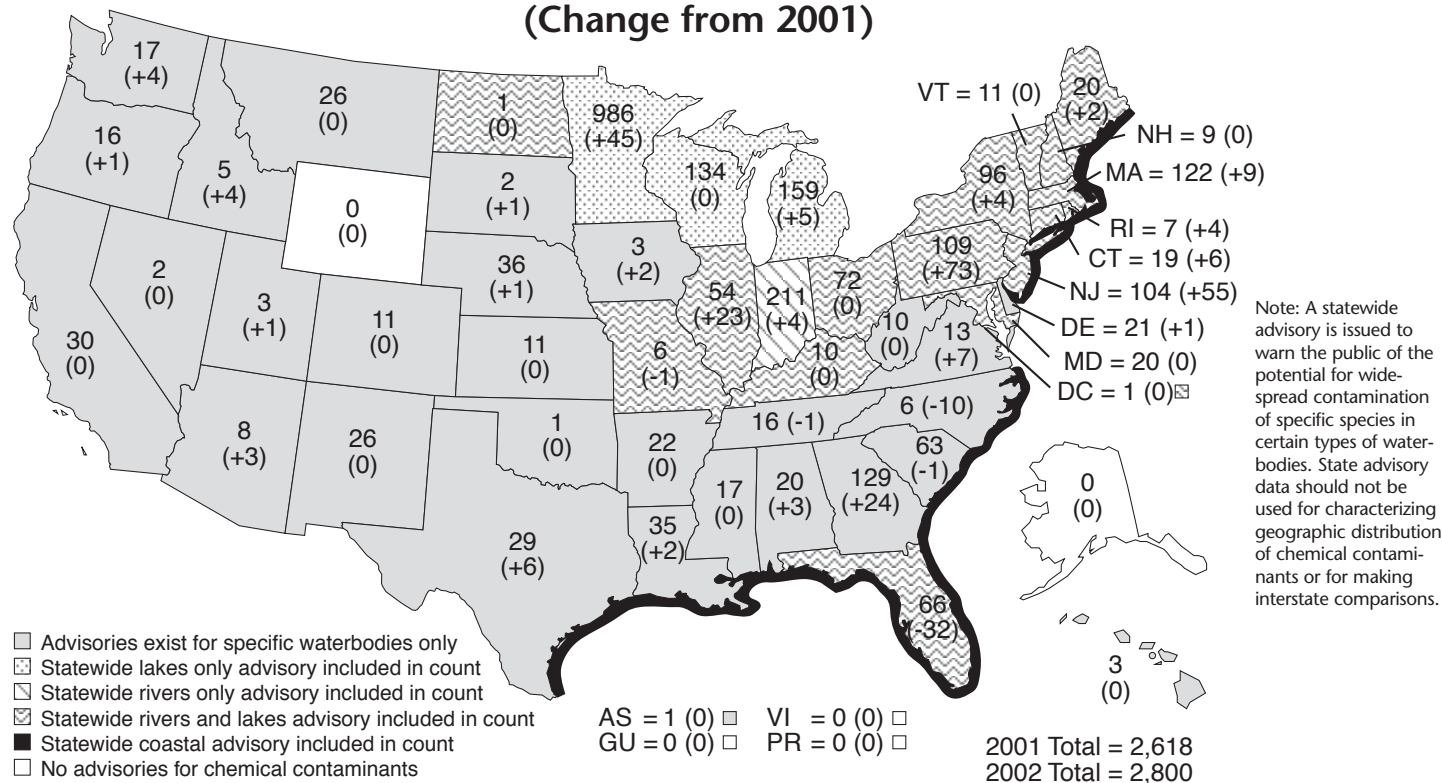 (Change from 2001)
17
(+4)
26
(0)
1
(0)
986
(+45)
VT = 11 (0)
20
(+2)
NH = 9 (0)
16
(+1)
5
(+4)
0
(0)
2
(+1)
134
(0)
159
(+5)
96
(+4)
MA = 122 (+9)
RI = 7 (+4)
CT = 19 (+6)
NJ = 104 (+55)
DE = 21 (+1)
MD = 20 (0)
DC = 1 (0)
30
(0)
2
(0)
3
(+1)
11
(0)
36
(+1)
3
(+2)
54
(+23)
211
(+4)
72
(0)
109
(+73)
11
(0)
6
(-1)
10
(0)
10
(0)
13
(+7)
8
(+3)
26
(0)
1
(0)
22
(0)
16 (-1)
6 (-10)
63
(-1)
29
(+6)
35
(+2)
17
(0)
20
(+3)
129
(+24)
66
(-32)
0
(0)
3
(0)
Note: A statewide
advisory is issued to
warn the public of the
potential for wide-
spread contamination
of specific species in
certain types of water-
bodies. State advisory
data should not be
used for characterizing
geographic distribution
of chemical contami-
nants or for making
interstate comparisons.
Advisories exist for specific waterbodies only
Statewide lakes only advisory included in count
Statewide rivers only advisory included in count
Statewide rivers and lakes advisory included in count
Statewide coastal advisory included in count
No advisories for chemical contaminants
AS = 1 (0) VI = 0 (0)
GU = 0 (0) PR = 0 (0)
2001 Total = 2,618
2002 Total = 2,800